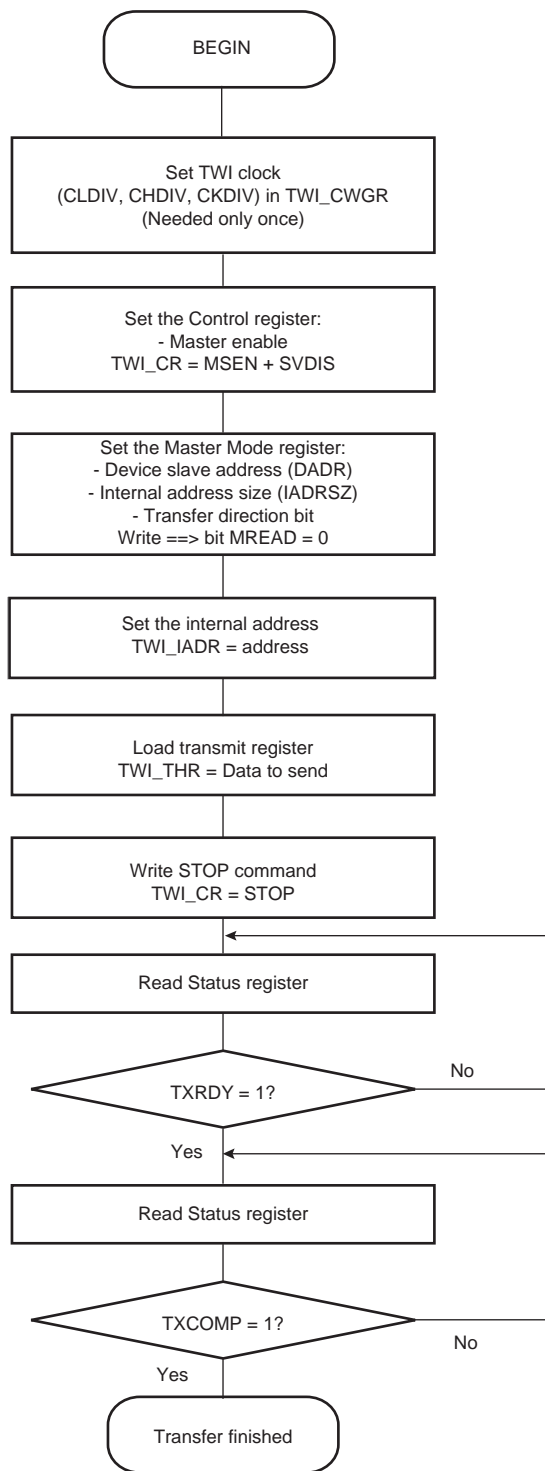 BEGIN
Set TWI clock
(CLDIV, CHDIV, CKDIV) in TWI_CWGR
(Needed only once)
Set the Control register:
- Master enable
TWI_CR = MSEN + SVDIS
Set the Master Mode register:
- Device slave address (DADR)
- Internal address size (IADRSZ)
- Transfer direction bit
Write ==> bit MREAD = 0
Set the internal address
TWI_IADR = address
Load transmit register
TWI_THR = Data to send
Write STOP command
TWI_CR = STOP
Read Status register
TXRDY = 1?
No
Yes
Read Status register
TXCOMP = 1?
No
Yes
Transfer finished